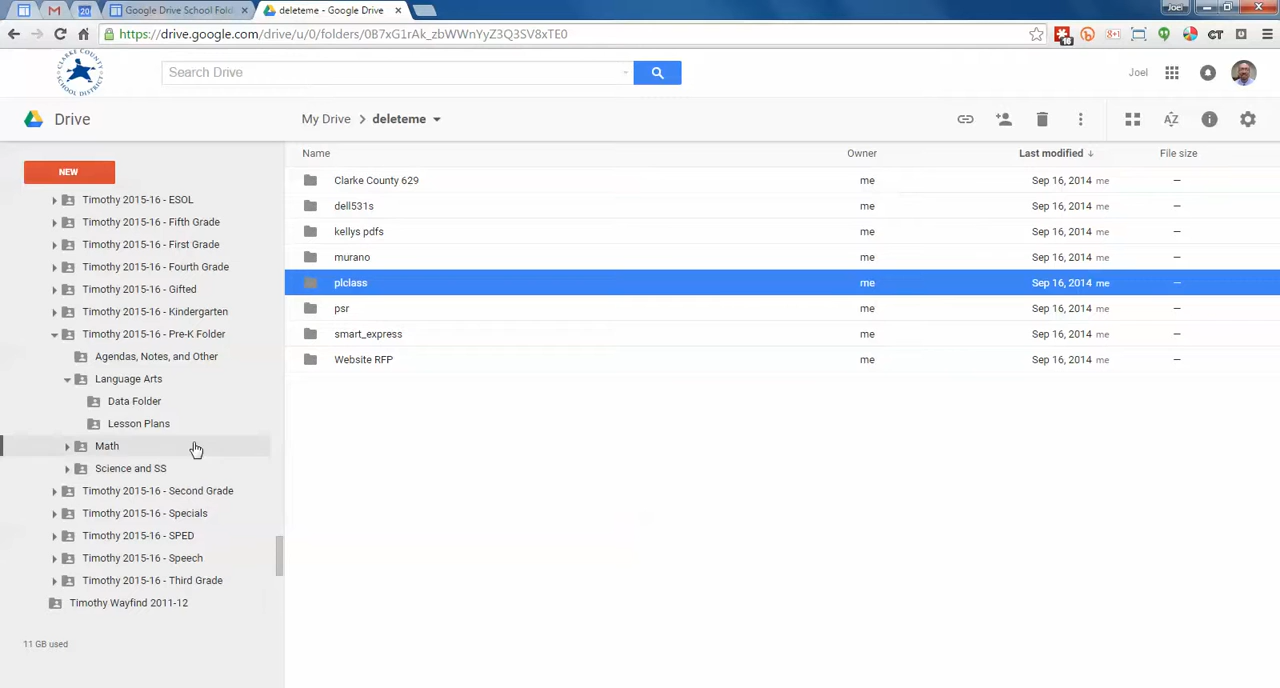 Google Drive School Fold
deleteme - Google Drive
Joel
https://drive.google.com/drive/u/0/folders/0B7xG1rAk_zbWWnYyZ3Q3SV8xTE0
16
8+1
CT
CLARKE COUNTY
SCHOOL DISTRICT
Search Drive
Joel
Drive
My Drive
deleteme
NEW
Name
Owner
Last modified
File size
Clarke County 629
me
Sep 16, 2014 me
—
dell531s
me
Sep 16, 2014 me
—
kellys pdfs
me
Sep 16, 2014 me
—
murano
me
Sep 16, 2014 me
—
plclass
me
Sep 16, 2014 me
—
psr
me
Sep 16, 2014 me
—
smart_express
me
Sep 16, 2014 me
—
Website RFP
me
Sep 16, 2014 me
—
Timothy 2015-16 - ESOL
Timothy 2015-16 - Fifth Grade
Timothy 2015-16 - First Grade
Timothy 2015-16 - Fourth Grade
Timothy 2015-16 - Gifted
Timothy 2015-16 - Kindergarten
Timothy 2015-16 - Pre-K Folder
Agendas, Notes, and Other
Language Arts
Data Folder
Lesson Plans
Math
Science and SS
Timothy 2015-16 - Second Grade
Timothy 2015-16 - Specials
Timothy 2015-16 - SPED
Timothy 2015-16 - Speech
Timothy 2015-16 - Third Grade
Timothy Wayfind 2011-12
11 GB used